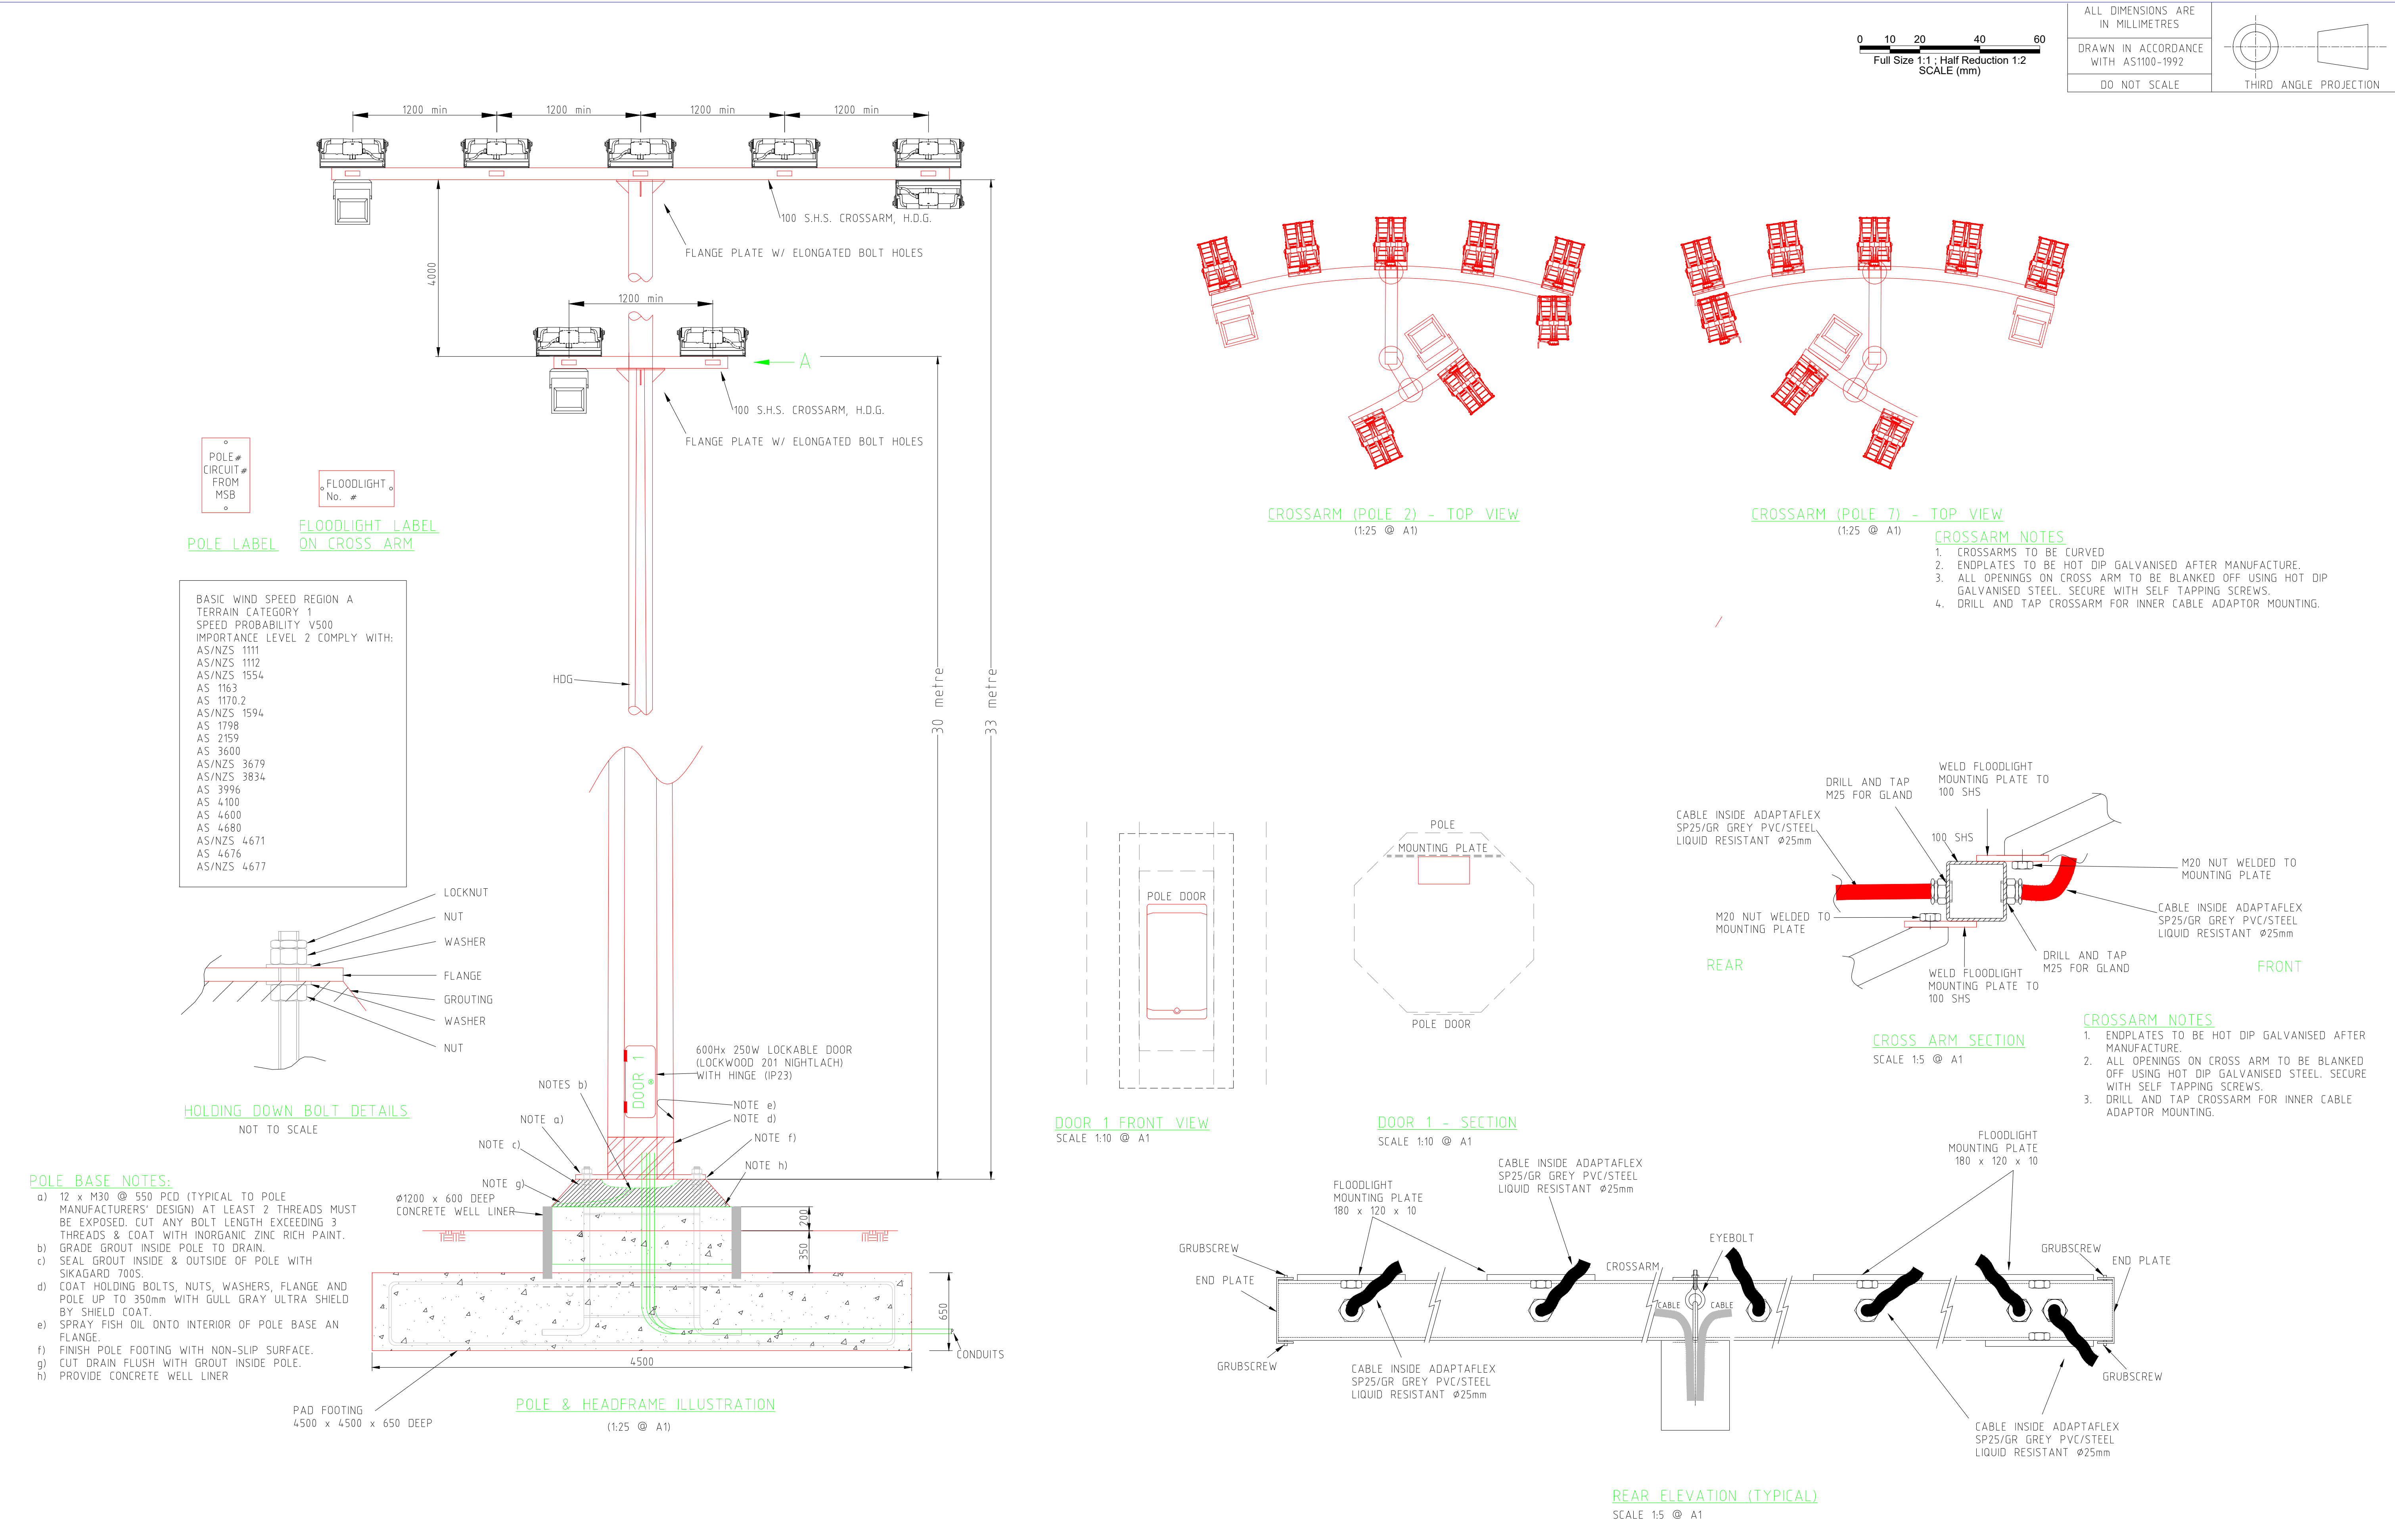 ALL DIMENSIONS ARE
IN MILLIMETRES
DRAWN IN ACCORDANCE
WITH AS1100-1992
DO NOT SCALE
THIRD ANGLE PROJECTION
0 10 20 40 60
Full Size 1:1 ; Half Reduction 1:2
SCALE (mm)
1200 min
1200 min
1200 min
1200 min
100 S.H.S. CROSSARM, H.D.G.
FLANGE PLATE W/ ELONGATED BOLT HOLES
4000
1200 min
A
100 S.H.S. CROSSARM, H.D.G.
FLANGE PLATE W/ ELONGATED BOLT HOLES
POLE#
CIRCUIT#
FROM
MSB
POLE LABEL
FLOODLIGHT
No. #
FLOODLIGHT LABEL
ON CROSS ARM
BASIC WIND SPEED REGION A
TERRAIN CATEGORY 1
SPEED PROBABILITY V500
IMPORTANCE LEVEL 2 COMPLY WITH:
AS/NZS 1111
AS/NZS 1112
AS/NZS 1554
AS 1163
AS 1170.2
AS/NZS 1594
AS 1798
AS 2159
AS 3600
AS/NZS 3679
AS/NZS 3834
AS 3996
AS 4100
AS 4600
AS 4680
AS/NZS 4671
AS 4676
AS/NZS 4677
HDG
30 metre
33 metre
LOCKNUT
NUT
WASHER
FLANGE
GROUTING
WASHER
NUT
HOLDING DOWN BOLT DETAILS
NOT TO SCALE
600Hx 250W LOCKABLE DOOR
(LOCKWOOD 201 NIGHTLACH)
WITH HINGE (IP23)
DOOR 1
NOTES b)
NOTE a)
NOTE c)
NOTE g)
NOTE e)
NOTE d)
NOTE f)
NOTE h)
Ø1200 x 600 DEEP
CONCRETE WELL LINER
200
350
650
4500
CONDUITS
PAD FOOTING
4500 x 4500 x 650 DEEP
POLE & HEADFRAME ILLUSTRATION
(1:25 @ A1)
POLE BASE NOTES:
a) 12 x M30 @ 550 PCD (TYPICAL TO POLE
MANUFACTURERS' DESIGN) AT LEAST 2 THREADS MUST
BE EXPOSED. CUT ANY BOLT LENGTH EXCEEDING 3
THREADS & COAT WITH INORGANIC ZINC RICH PAINT.
b) GRADE GROUT INSIDE POLE TO DRAIN.
c) SEAL GROUT INSIDE & OUTSIDE OF POLE WITH
SIKAGARD 700S.
d) COAT HOLDING BOLTS, NUTS, WASHERS, FLANGE AND
POLE UP TO 350mm WITH GULL GRAY ULTRA SHIELD
BY SHIELD COAT.
e) SPRAY FISH OIL ONTO INTERIOR OF POLE BASE AN
FLANGE.
f) FINISH POLE FOOTING WITH NON-SLIP SURFACE.
g) CUT DRAIN FLUSH WITH GROUT INSIDE POLE.
h) PROVIDE CONCRETE WELL LINER
CROSSARM (POLE 2) - TOP VIEW
(1:25 @ A1)
CROSSARM (POLE 7) - TOP VIEW
(1:25 @ A1)
CROSSARM NOTES
1. CROSSARMS TO BE CURVED
2. ENDPLATES TO BE HOT DIP GALVANISED AFTER MANUFACTURE.
3. ALL OPENINGS ON CROSS ARM TO BE BLANKED OFF USING HOT DIP
GALVANISED STEEL. SECURE WITH SELF TAPPING SCREWS.
4. DRILL AND TAP CROSSARM FOR INNER CABLE ADAPTOR MOUNTING.
POLE DOOR
DOOR 1 FRONT VIEW
SCALE 1:10 @ A1
POLE
MOUNTING PLATE
POLE DOOR
DOOR 1 - SECTION
SCALE 1:10 @ A1
WELD FLOODLIGHT
MOUNTING PLATE TO
100 SHS
DRILL AND TAP
M25 FOR GLAND
CABLE INSIDE ADAPTAFLEX
SP25/GR GREY PVC/STEEL
LIQUID RESISTANT Ø25mm
100 SHS
M20 NUT WELDED TO
MOUNTING PLATE
M20 NUT WELDED TO
MOUNTING PLATE
CABLE INSIDE ADAPTAFLEX
SP25/GR GREY PVC/STEEL
LIQUID RESISTANT Ø25mm
DRILL AND TAP
M25 FOR GLAND
REAR
FRONT
WELD FLOODLIGHT
MOUNTING PLATE TO
100 SHS
CROSS ARM SECTION
SCALE 1:5 @ A1
CROSSARM NOTES
1. ENDPLATES TO BE HOT DIP GALVANISED AFTER
MANUFACTURE.
2. ALL OPENINGS ON CROSS ARM TO BE BLANKED
OFF USING HOT DIP GALVANISED STEEL. SECURE
WITH SELF TAPPING SCREWS.
3. DRILL AND TAP CROSSARM FOR INNER CABLE
ADAPTOR MOUNTING.
FLOODLIGHT
MOUNTING PLATE
180 x 120 x 10
CABLE INSIDE ADAPTAFLEX
SP25/GR GREY PVC/STEEL
LIQUID RESISTANT Ø25mm
FLOODLIGHT
MOUNTING PLATE
180 x 120 x 10
GRUBSCREW
END PLATE
CROSSARM
EYEBOLT
CABLE
CABLE
GRUBSCREW
END PLATE
GRUBSCREW
CABLE INSIDE ADAPTAFLEX
SP25/GR GREY PVC/STEEL
LIQUID RESISTANT Ø25mm
GRUBSCREW
CABLE INSIDE ADAPTAFLEX
SP25/GR GREY PVC/STEEL
LIQUID RESISTANT Ø25mm
REAR ELEVATION (TYPICAL)
SCALE 1:5 @ A1